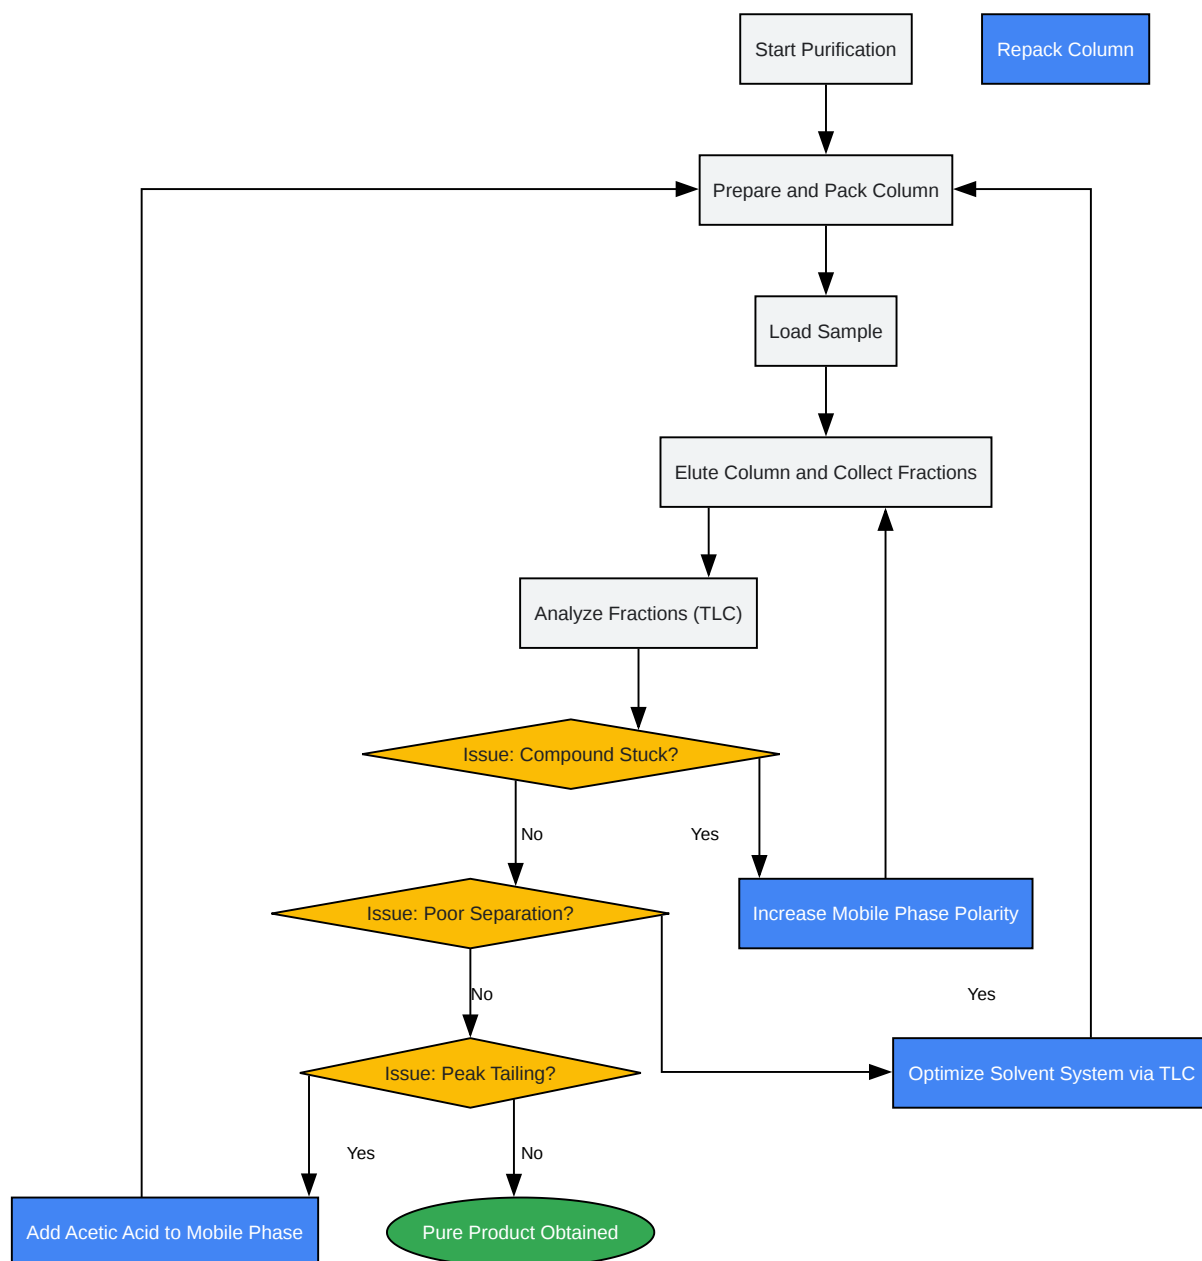 Start Purification
Repack Column
Prepare and Pack Column
Load Sample
Elute Column and Collect Fractions
Analyze Fractions (TLC)
Issue: Compound Stuck?
No
Yes
Issue: Poor Separation?
Increase Mobile Phase Polarity
No
Yes
Issue: Peak Tailing?
Optimize Solvent System via TLC
Yes
No
Add Acetic Acid to Mobile Phase
Pure Product Obtained